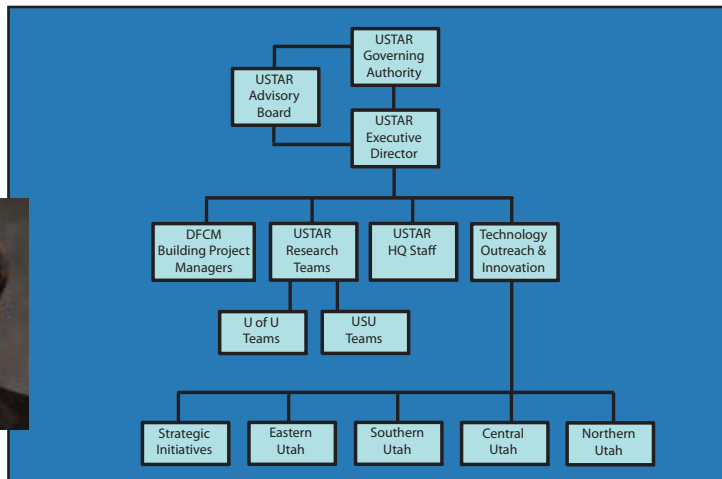 USTAR
Governing
Authority
USTAR
Advisory
Board
USTAR
Executive
Director
DFCM
Building Project
Managers
USTAR
Research
Teams
USTAR
HQ Staff
Technology
Outreach &
Innovation
U of U
Teams
USU
Teams
Strategic
Initiatives
Eastern
Utah
Southern
Utah
Central
Utah
Northern
Utah